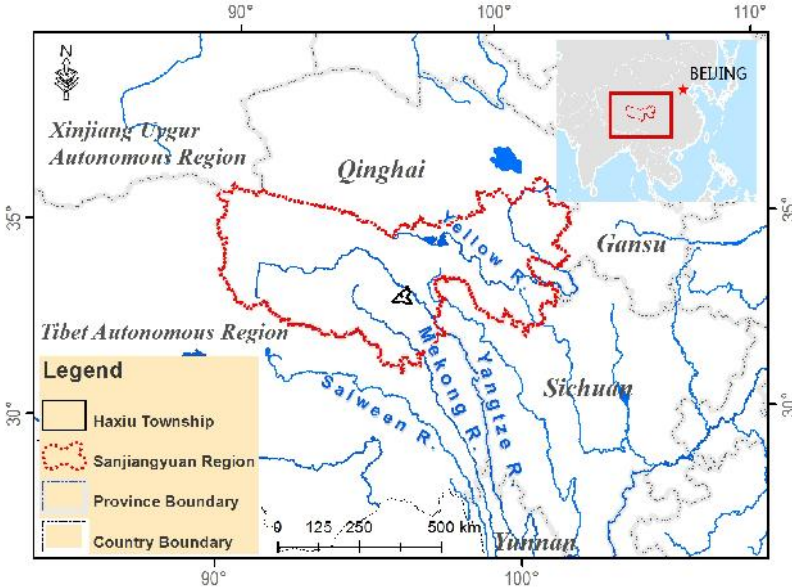 90°
100°
110°
N
BEIJING
Xinjiang Uygur
Autonomous Region
Qinghai
35°
35°
Yellow R.
Gansu
Tibet Autonomous Region
Mekong R.
Yangtze R.
Salween R.
Sichuan
30°
30°
Legend
Haxiu Township
Sanjiangyuan Region
Province Boundary
Country Boundary
0 125 250 500 km
Yunnan
90°
100°